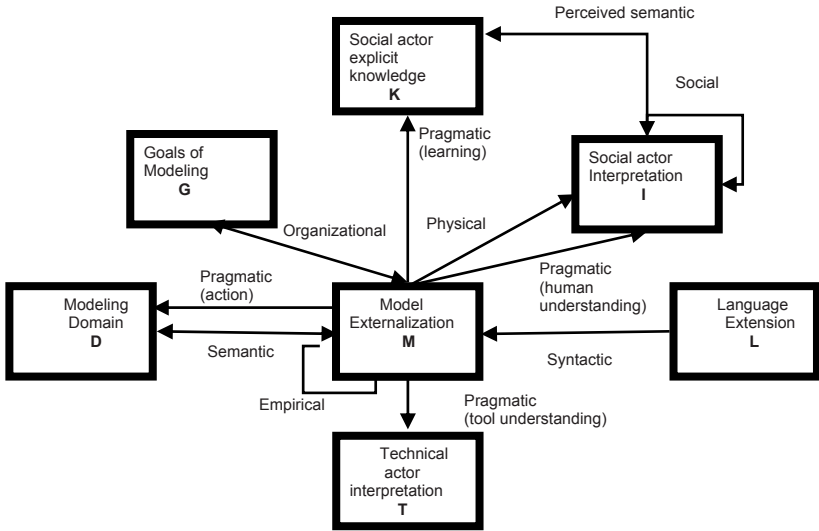 Perceived semantic
Social actor
explicit
knowledge
K
Social
Pragmatic
(learning)
Goals of
Modeling
G
Social actor
Interpretation
I
Organizational
Physical
Pragmatic
(action)
Pragmatic
(human
understanding)
Modeling
Domain
D
Model
Externalization
M
Language
Extension
L
Semantic
Syntactic
Empirical
Pragmatic
(tool understanding)
Technical
actor
interpretation
T